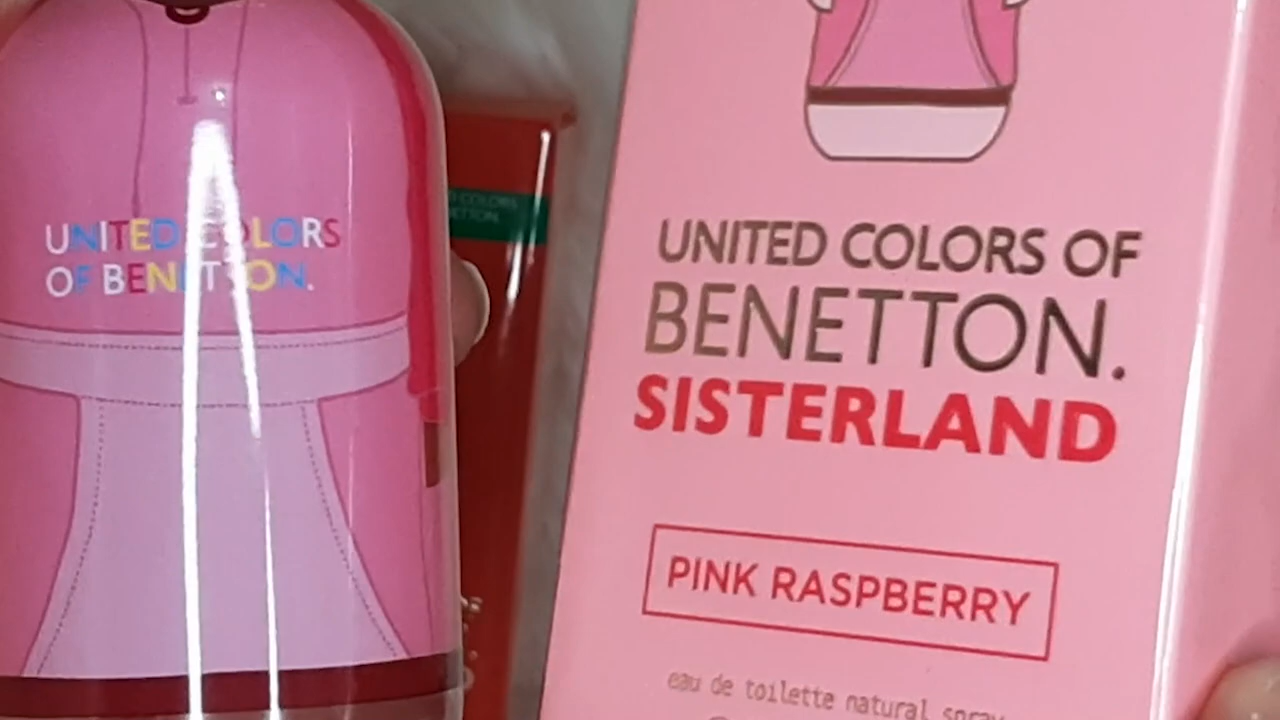 UNITED COLORS
OF BENETTON.
UNITED COLORS OF
BENETTON.
SISTERLAND
PINK RASPBERRY
eau de toilette natural spray